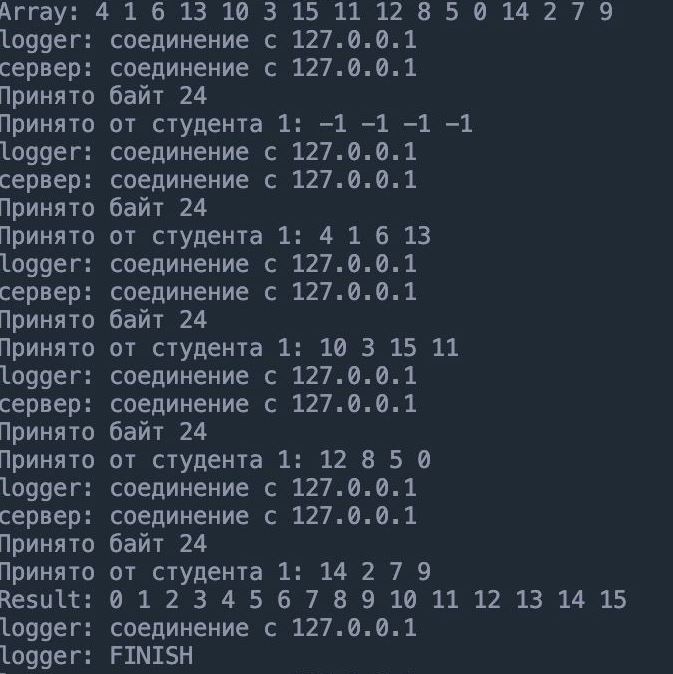 Array: 4 1 6 13 10 3 15 11 12 8 5 0 14 2 7 9
logger: соединение с 127.0.0.1
сервер: соединение с 127.0.0.1
Принято байт 24
Принято от студента 1: -1 -1 -1 -1
logger: соединение с 127.0.0.1
сервер: соединение с 127.0.0.1
Принято байт 24
Принято от студента 1: 4 1 6 13
logger: соединение с 127.0.0.1
сервер: соединение с 127.0.0.1
Принято байт 24
Принято от студента 1: 10 3 15 11
logger: соединение с 127.0.0.1
сервер: соединение с 127.0.0.1
Принято байт 24
Принято от студента 1: 12 8 5 0
logger: соединение с 127.0.0.1
сервер: соединение с 127.0.0.1
Принято байт 24
Принято от студента 1: 14 2 7 9
Result: 0 1 2 3 4 5 6 7 8 9 10 11 12 13 14 15
logger: соединение с 127.0.0.1
logger: FINISH